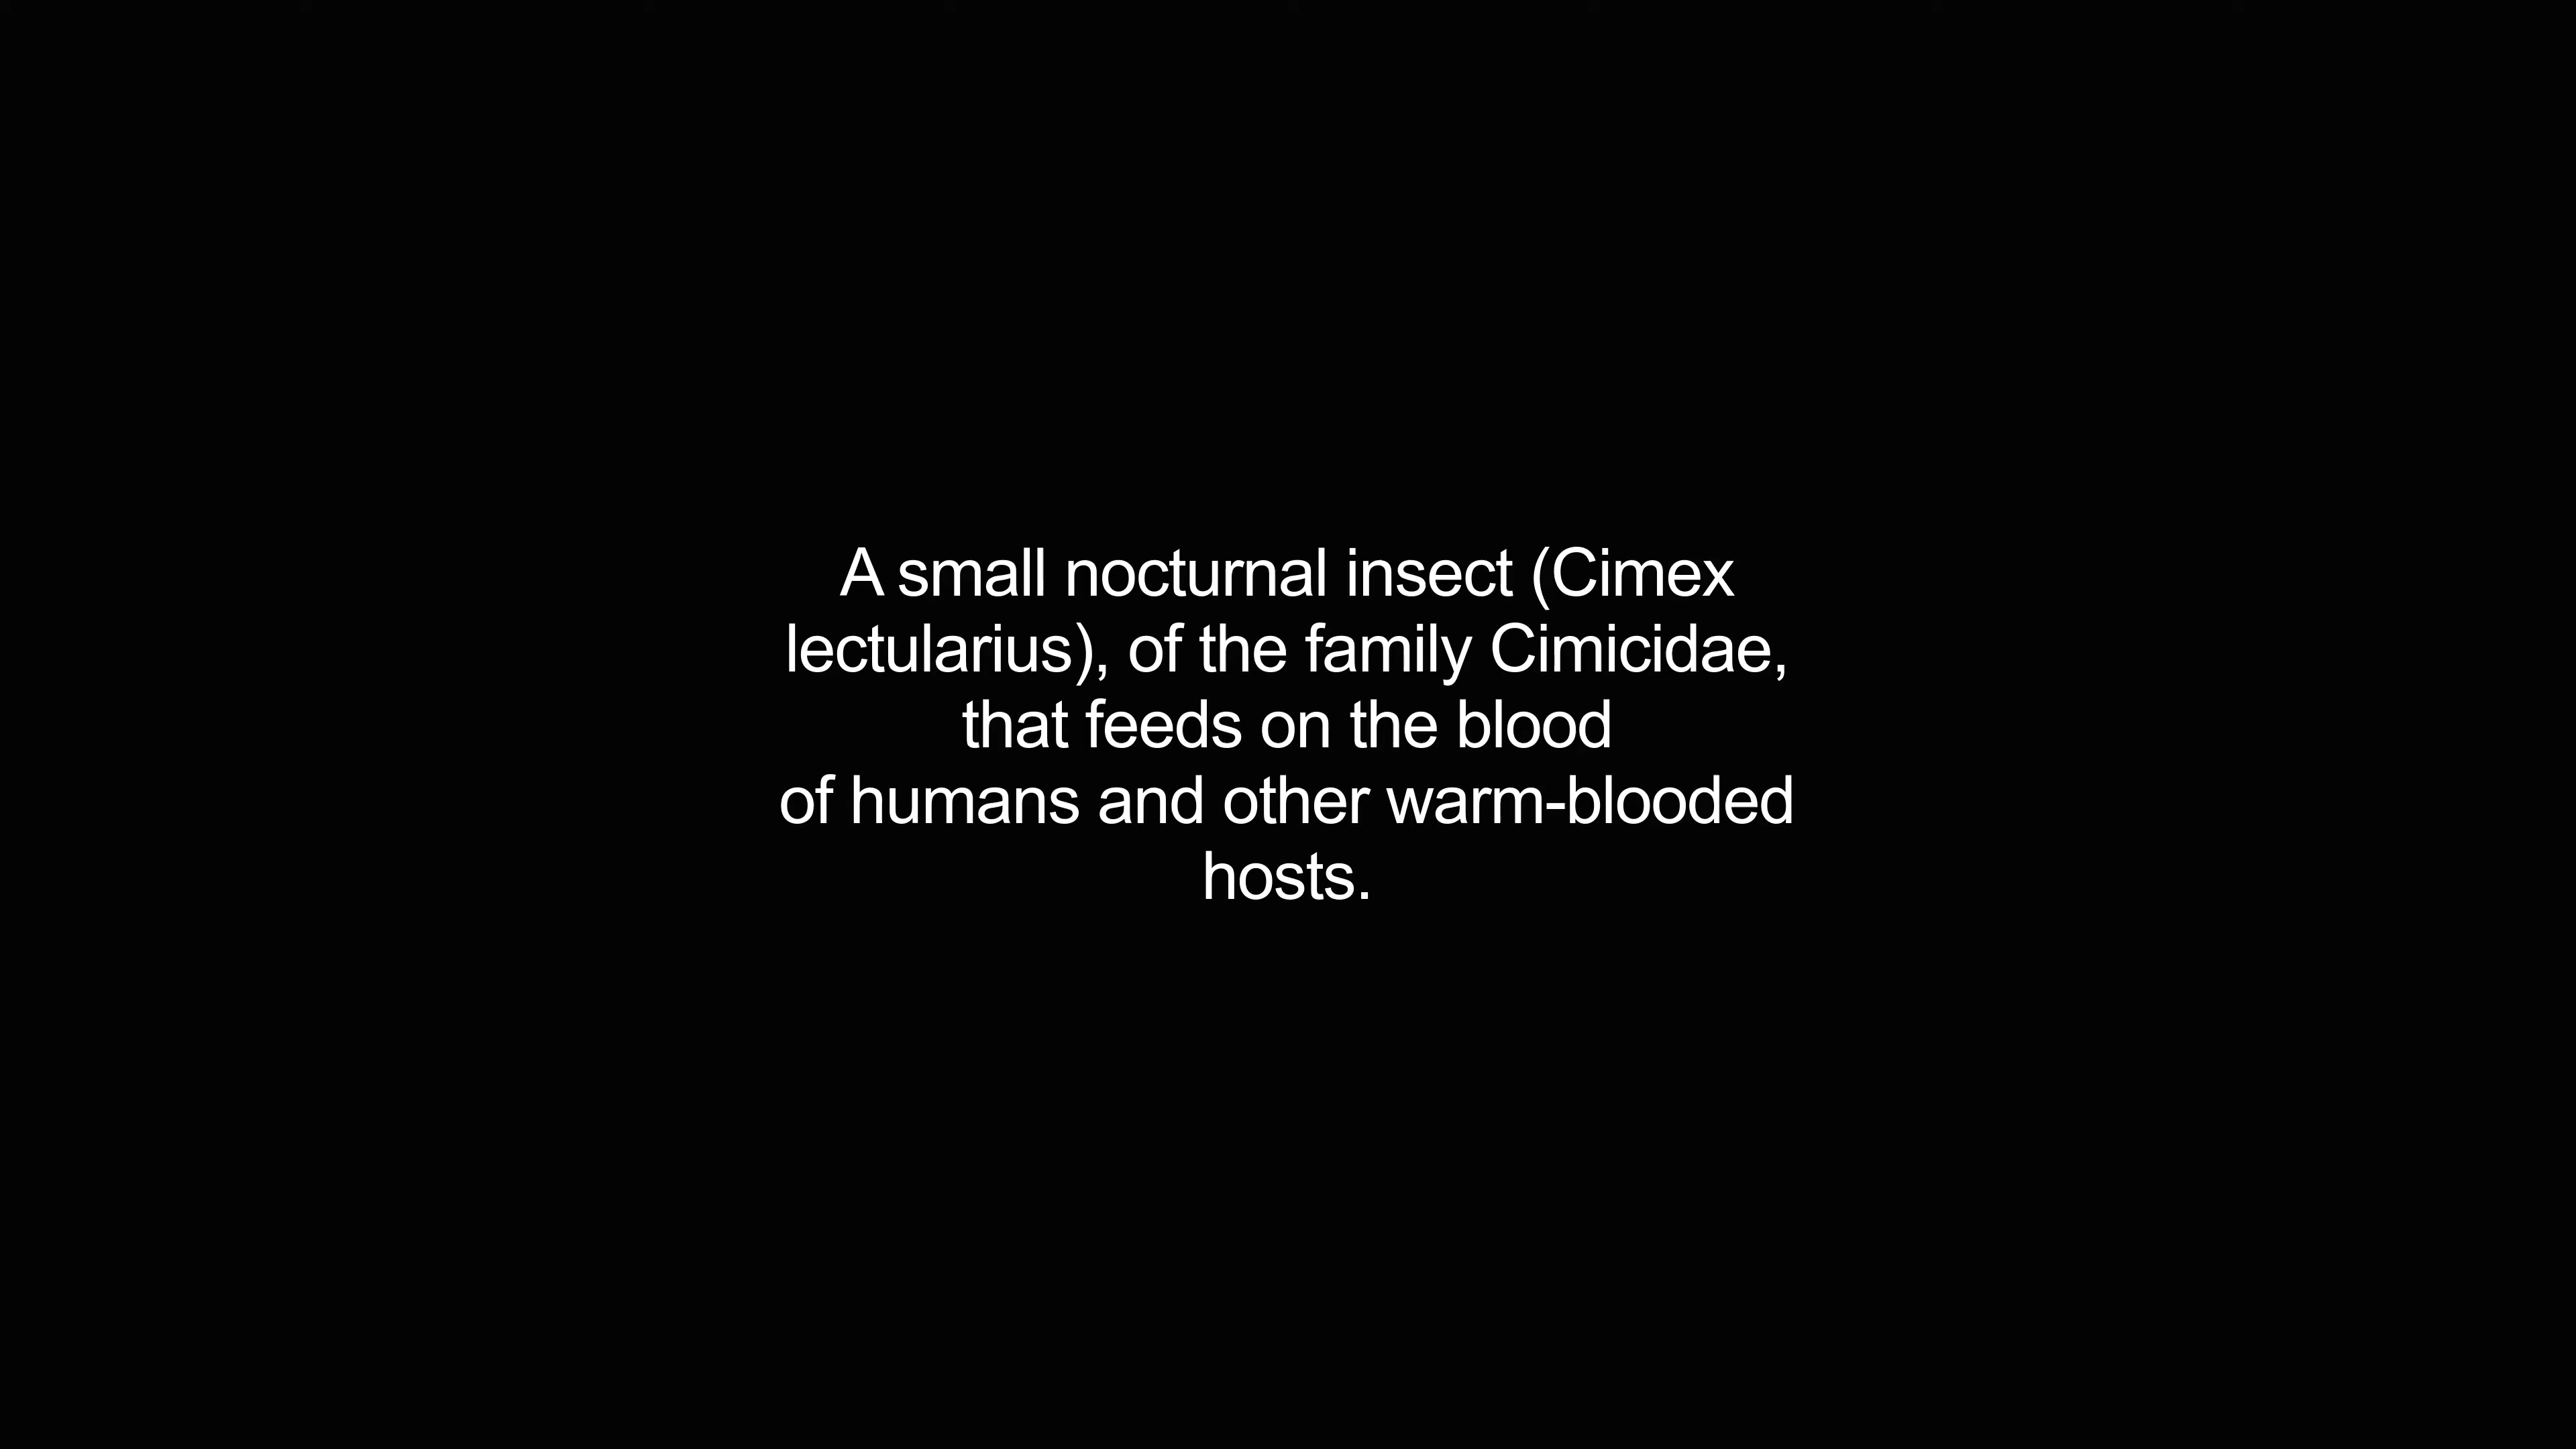 A small nocturnal insect (Cimex
lectularius), of the family Cimicidae,
that feeds on the blood
of humans and other warm-blooded
hosts.